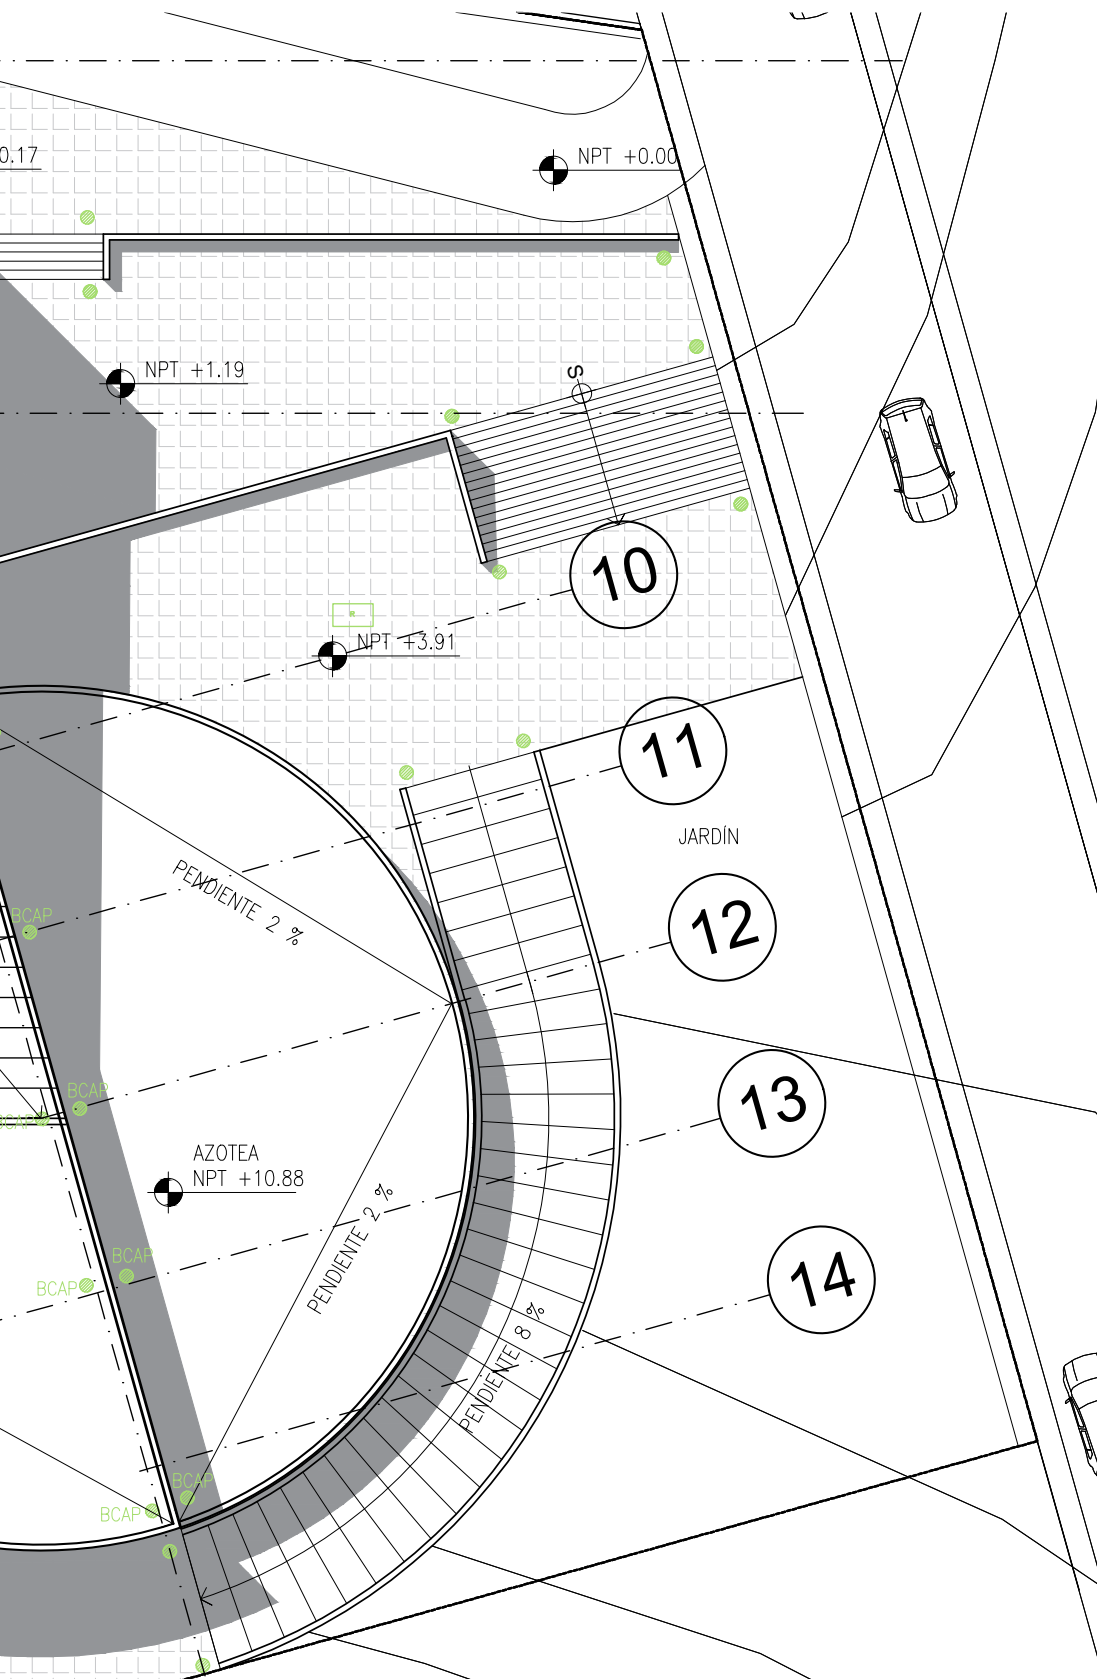 0.17
NPT +0.00
NPT +1.19
S
10
NPT +3.91
11
JARDÍN
PENDIENTE 2 %
BCAP
12
BCAP
BCAP
13
AZOTEA
NPT +10.88
PENDIENTE 2 %
BCAP
BCAP
14
PENDIENTE 8 %
BCAP
BCAP